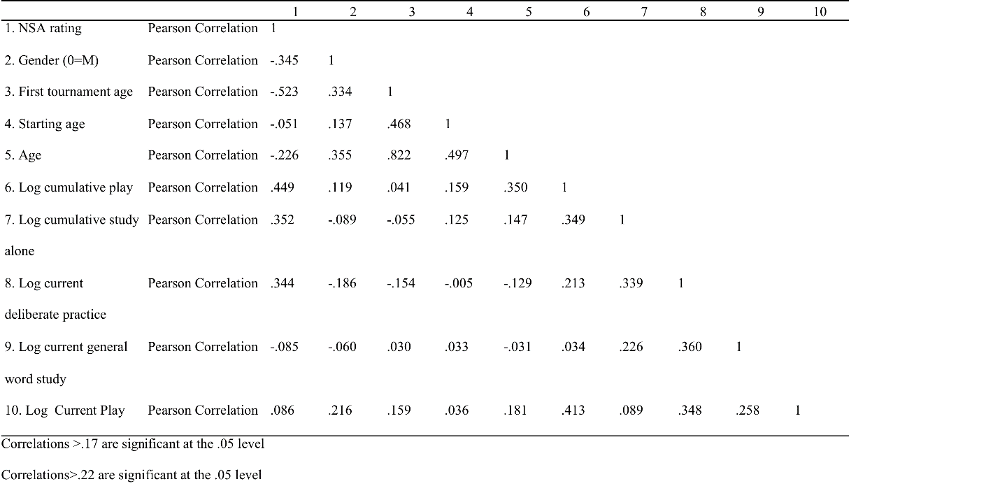 1 2 3 4 5 6 7 8 9 10
1. NSA rating Pearson Correlation 1
2. Gender (0=M) Pearson Correlation -.345 1
3. First tournament age Pearson Correlation -.523 .334 1
4. Starting age Pearson Correlation -.051 .137 .468 1
5. Age Pearson Correlation -.226 .355 .822 .497 1
6. Log cumulative play Pearson Correlation .449 .119 .041 .159 .350 1
7. Log cumulative study Pearson Correlation .352 -.089 -.055 .125 .147 .349 1
alone
8. Log current Pearson Correlation .344 -.186 -.154 -.005 -.129 .213 .339 1
deliberate practice
9. Log current general Pearson Correlation -.085 -.060 .030 .033 -.031 .034 .226 .360 1
word study
10. Log Current Play Pearson Correlation .086 .216 .159 .036 .181 .413 .089 .348 .258 1
Correlations >.17 are significant at the .05 level
Correlations>.22 are significant at the .05 level